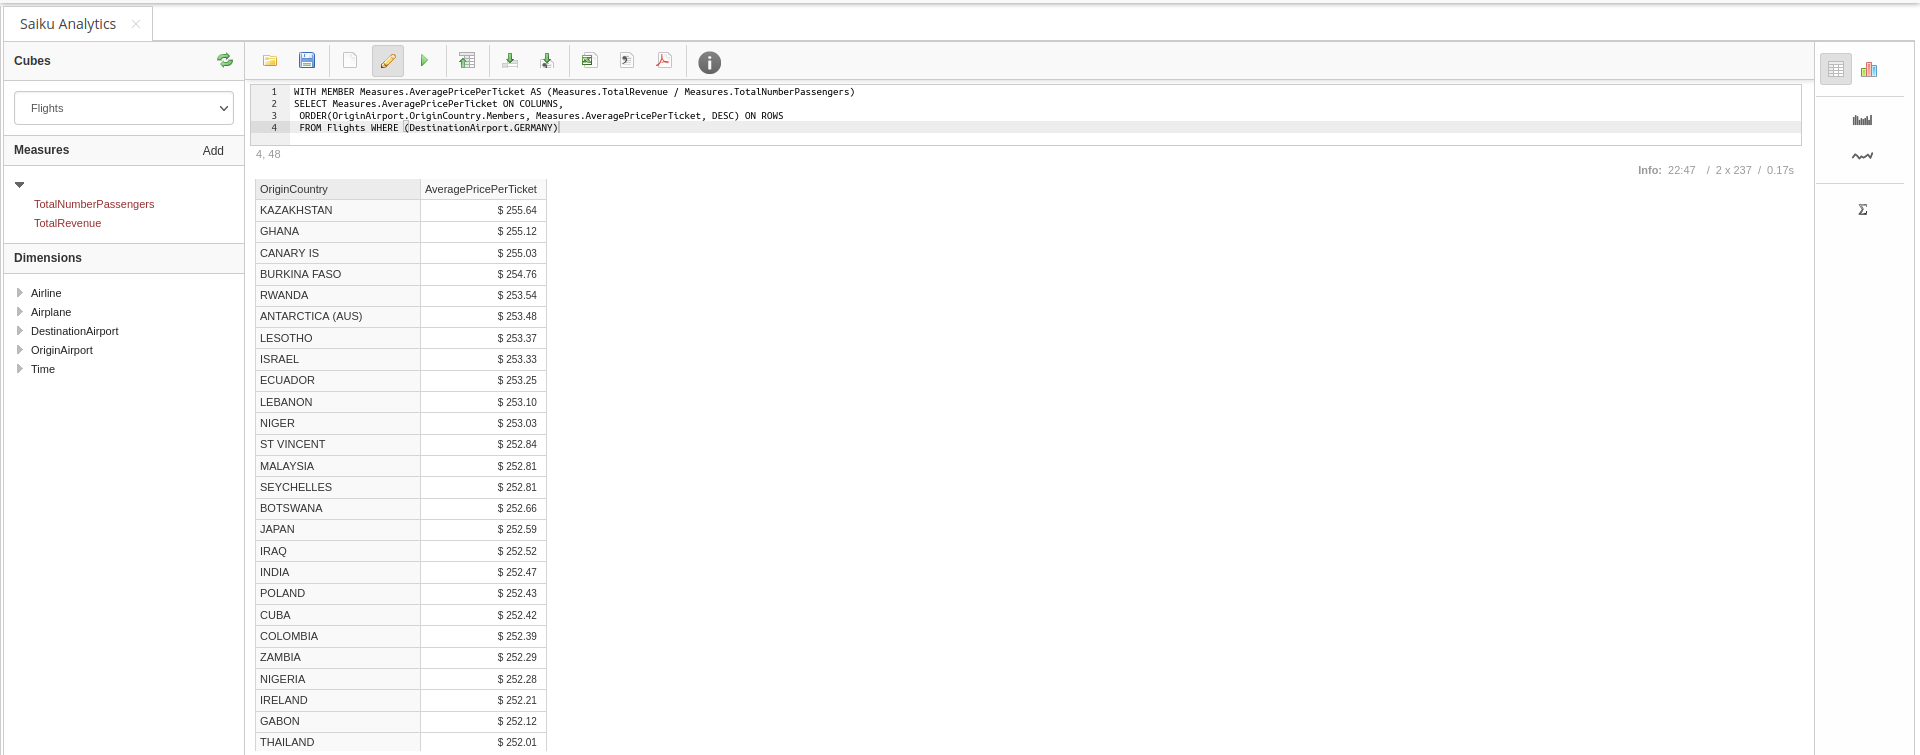 Saiku Analytics ×
Cubes
Flights
Measures Add
TotalNumberPassengers
TotalRevenue
Dimensions
Airline
Airplane
DestinationAirport
OriginAirport
Time
1 WITH MEMBER Measures.AveragePricePerTicket AS (Measures.TotalRevenue / Measures.TotalNumberPassengers)
2 SELECT Measures.AveragePricePerTicket ON COLUMNS,
3 ORDER(OriginAirport.OriginCountry.Members, Measures.AveragePricePerTicket, DESC) ON ROWS
4 FROM Flights WHERE (DestinationAirport.GERMANY)
4, 48
Info: 22:47 / 2 x 237 / 0.17s
OriginCountry AveragePricePerTicket
KAZAKHSTAN $ 255.64
GHANA $ 255.12
CANARY IS $ 255.03
BURKINA FASO $ 254.76
RWANDA $ 253.54
ANTARCTICA (AUS) $ 253.48
LESOTHO $ 253.37
ISRAEL $ 253.33
ECUADOR $ 253.25
LEBANON $ 253.10
NIGER $ 253.03
ST VINCENT $ 252.84
MALAYSIA $ 252.81
SEYCHELLES $ 252.81
BOTSWANA $ 252.66
JAPAN $ 252.59
IRAQ $ 252.52
INDIA $ 252.47
POLAND $ 252.43
CUBA $ 252.42
COLOMBIA $ 252.39
ZAMBIA $ 252.29
NIGERIA $ 252.28
IRELAND $ 252.21
GABON $ 252.12
THAILAND $ 252.01
Σ